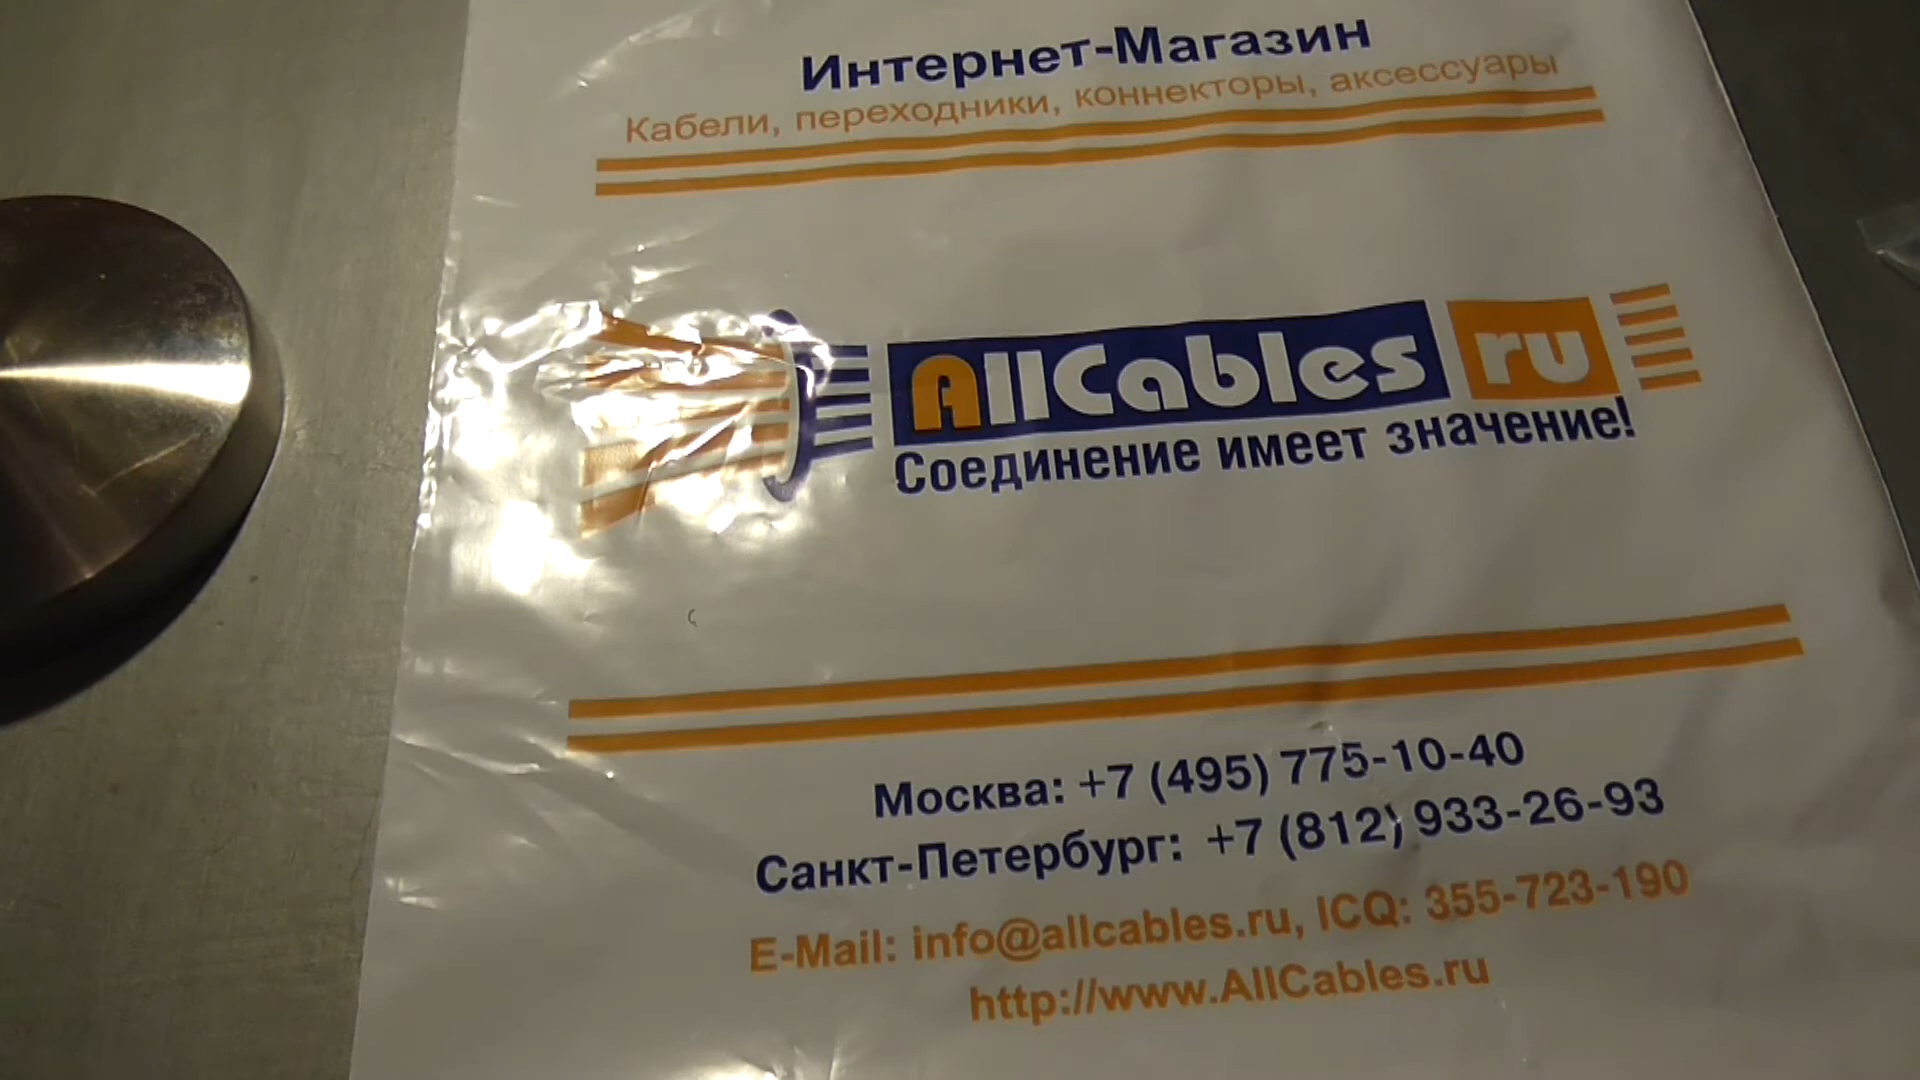 Интернет-Магазин
Кабели, переходники, коннекторы, аксессуары
AllCables ru
Соединение имеет значение!
Москва: +7 (495) 775-10-40
Санкт-Петербург: +7 (812) 933-26-93
E-Mail: info@allcables.ru, ICQ: 355-723-190
http://www.AllCables.ru